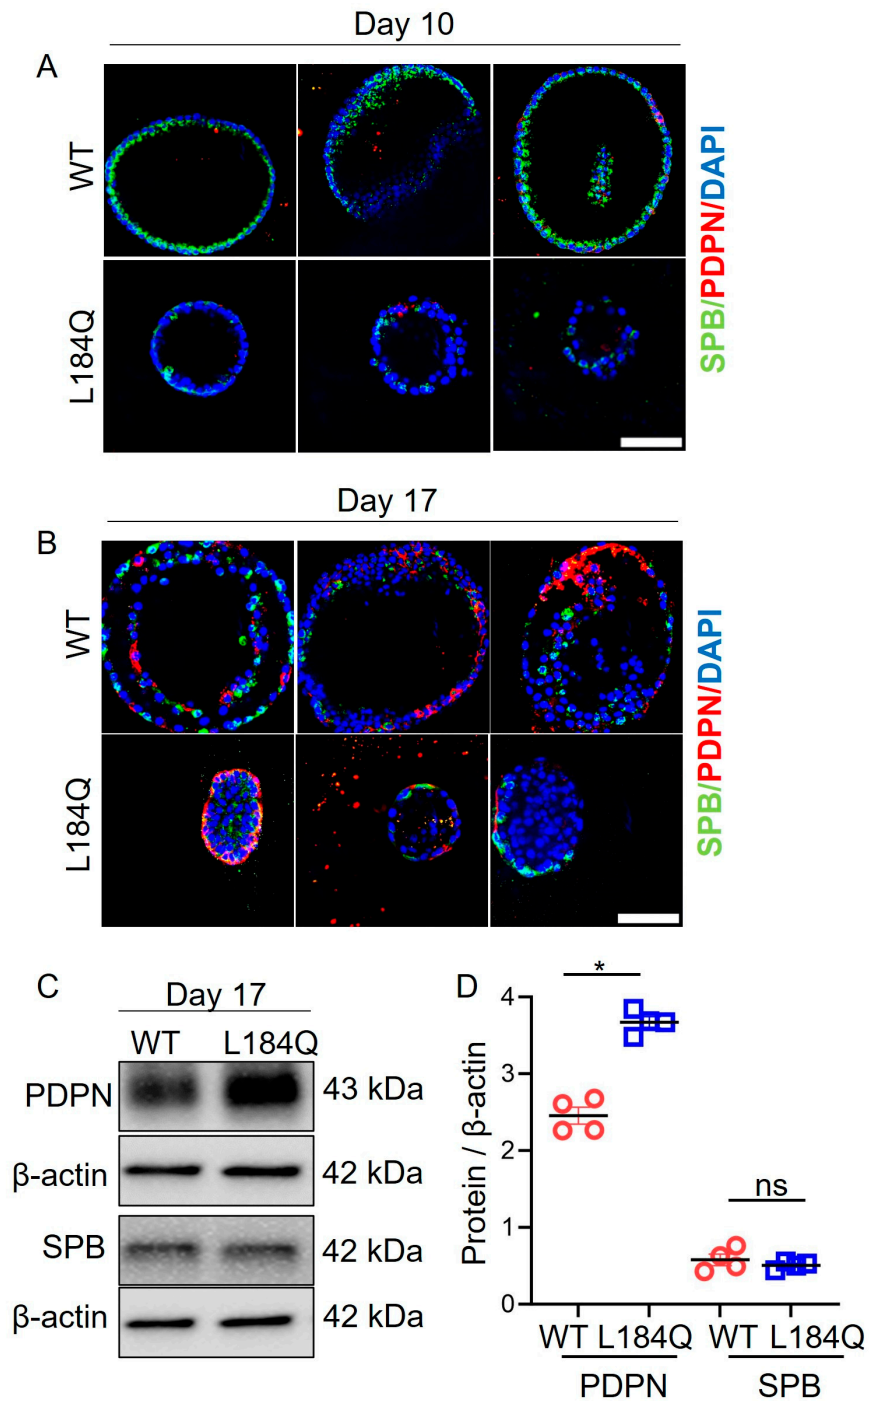 Day 10
A
WT
L184Q
SPB/PDPN/DAPI
Day 17
B
WT
L184Q
SPB/PDPN/DAPI
C
Day 17
WT L184Q
PDPN 43 kDa
β-actin 42 kDa
SPB 42 kDa
β-actin 42 kDa
D
Protein / β-actin
4
3
2
1
0
*
ns
WT L184Q WT L184Q
PDPN SPB